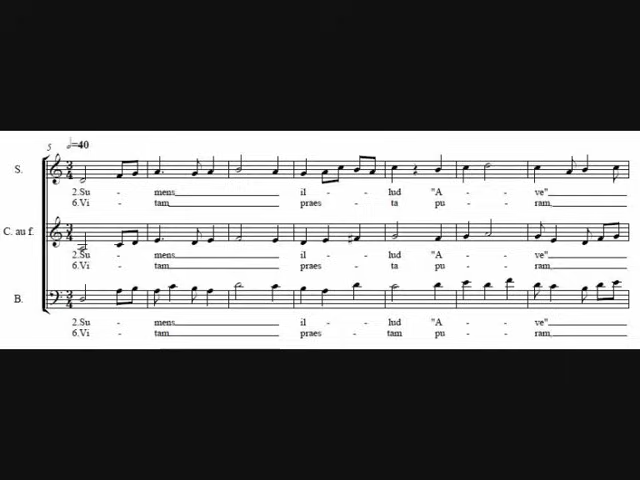 5 =40
S.
2.Su - mens il - lud "A - ve"
6.Vi - tam praes - ta pu - ram
C. au f.
2.Su - mens il - lud "A - ve"
6.Vi - tam praes - ta pu - ram
B.
2.Su - mens il - lud "A - ve"
6.Vi - tam praes - tam pu - ram